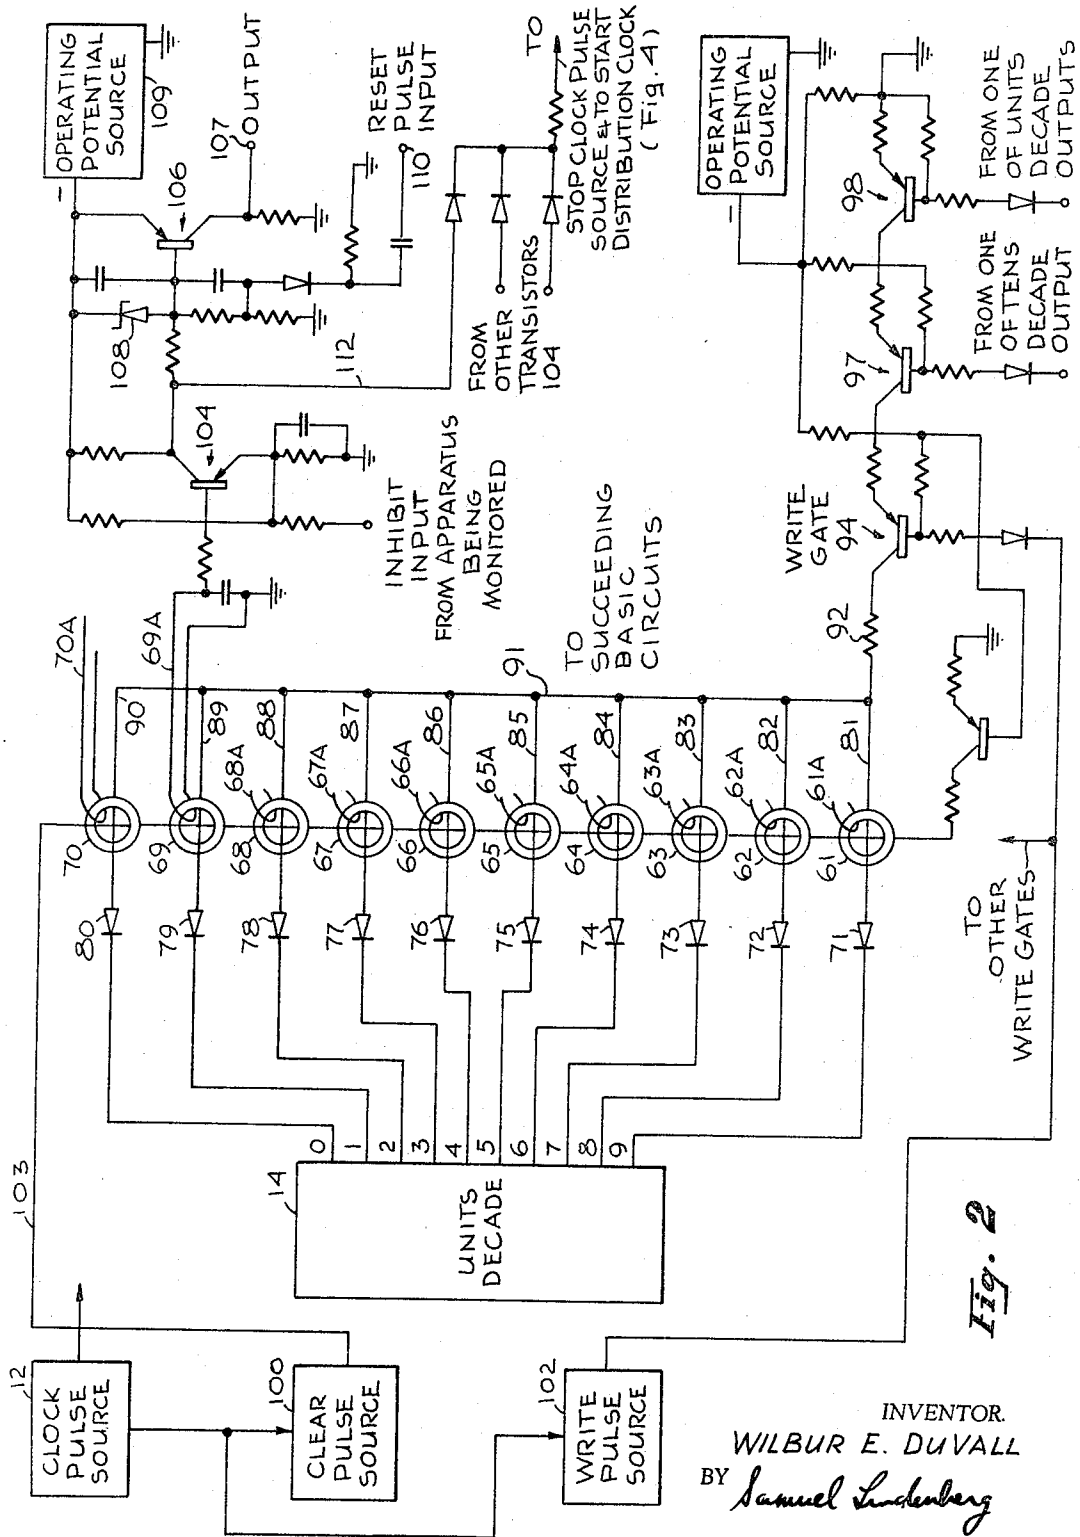 12
CLOCK
PULSE
SOURCE
100
CLEAR
PULSE
SOURCE
102
WRITE
PULSE
SOURCE
103
14
UNITS
DECADE
0
1
2
3
4
5
6
7
8
9
80
79
78
77
76
75
74
73
72
71
70
69
68
67
66
65
64
63
62
61
70A
69A
68A
67A
66A
65A
64A
63A
62A
61A
90
89
88
87
86
85
84
83
82
81
91
TO
SUCCEEDING
BASIC
CIRCUITS
92
WRITE
GATE
94
97
98
TO
OTHER
WRITE GATES
INHIBIT
INPUT
FROM APPARATUS
BEING
MONITORED
104
108
106
112
OPERATING
POTENTIAL
SOURCE
109
−
107
OUTPUT
RESET
PULSE
INPUT
110
FROM
OTHER
TRANSISTORS
104
TO
STOP CLOCK PULSE
SOURCE & TO START
DISTRIBUTION CLOCK
(Fig. 4)
OPERATING
POTENTIAL
SOURCE
−
FROM ONE
OF TENS
DECADE
OUTPUT
FROM ONE
OF UNITS
DECADE
OUTPUTS
Fig. 2
INVENTOR.
WILBUR E. DUVALL
BY Samuel Lindenberg